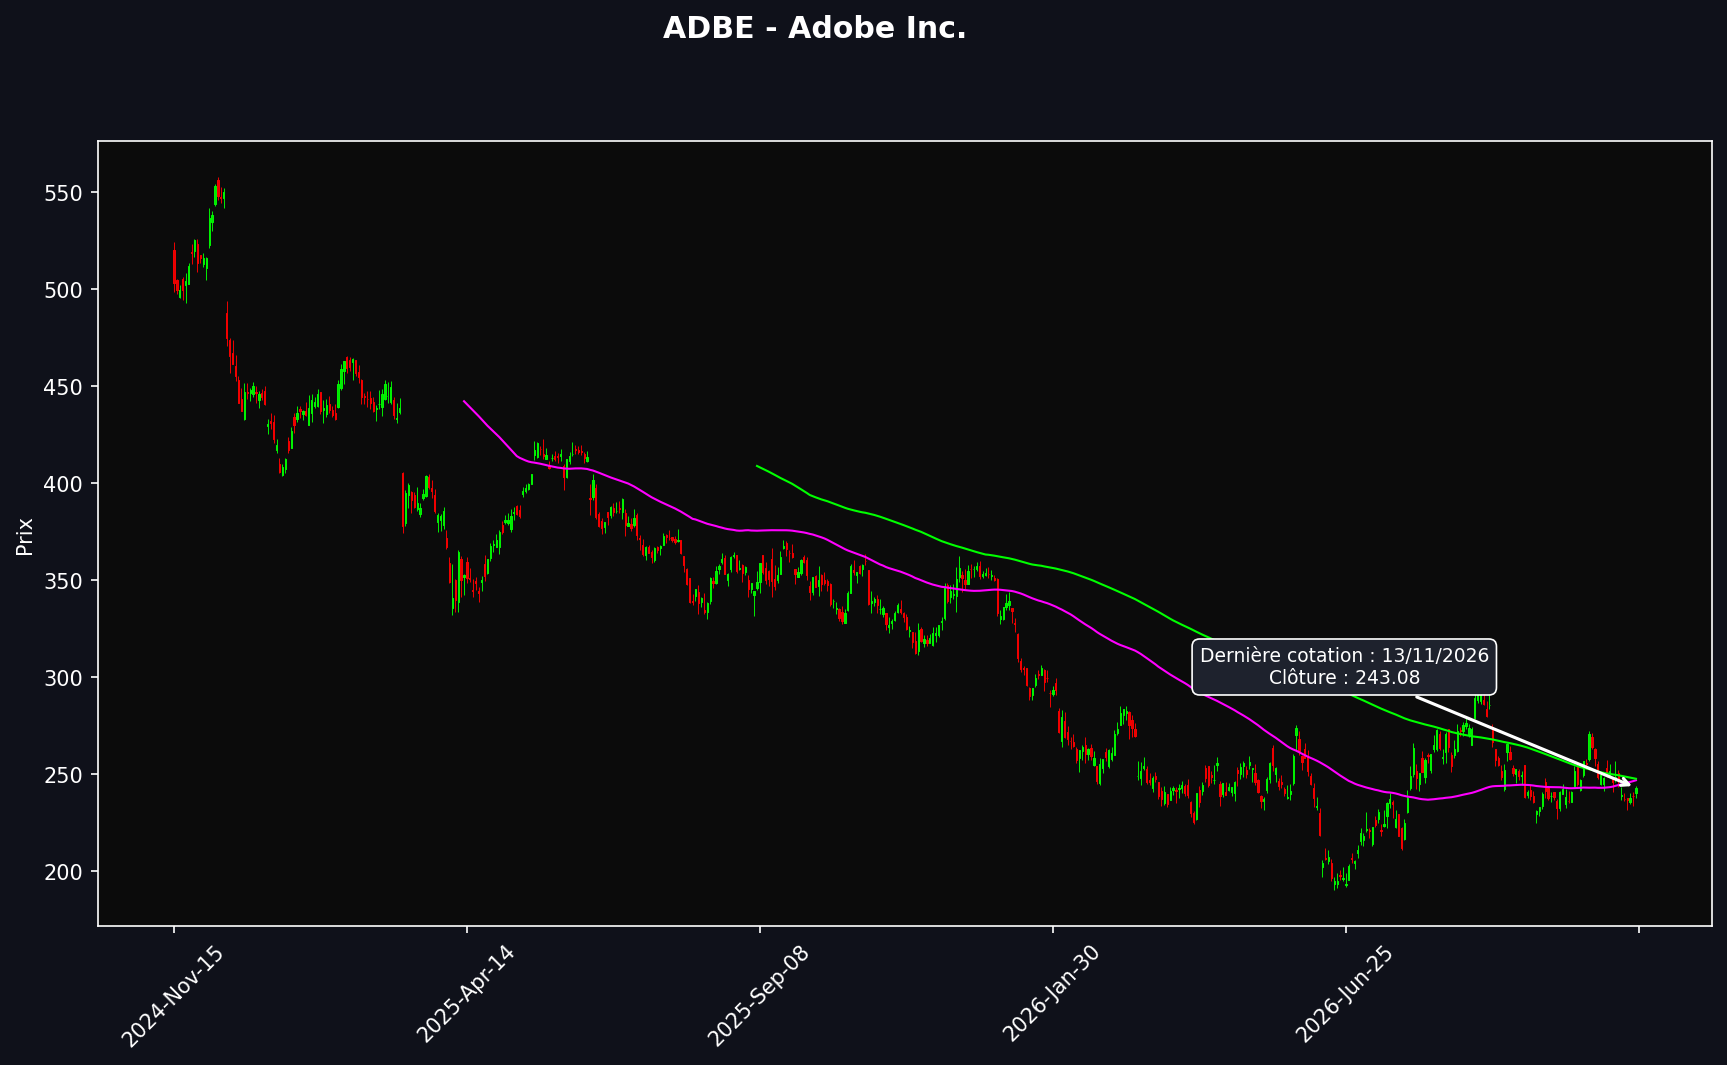 ADBE - Adobe Inc.
Prix
550
500
450
400
350
300
250
200
Dernière cotation : 13/11/2026
Clôture : 243.08
2024-Nov-15
2025-Apr-14
2025-Sep-08
2026-Jan-30
2026-Jun-25